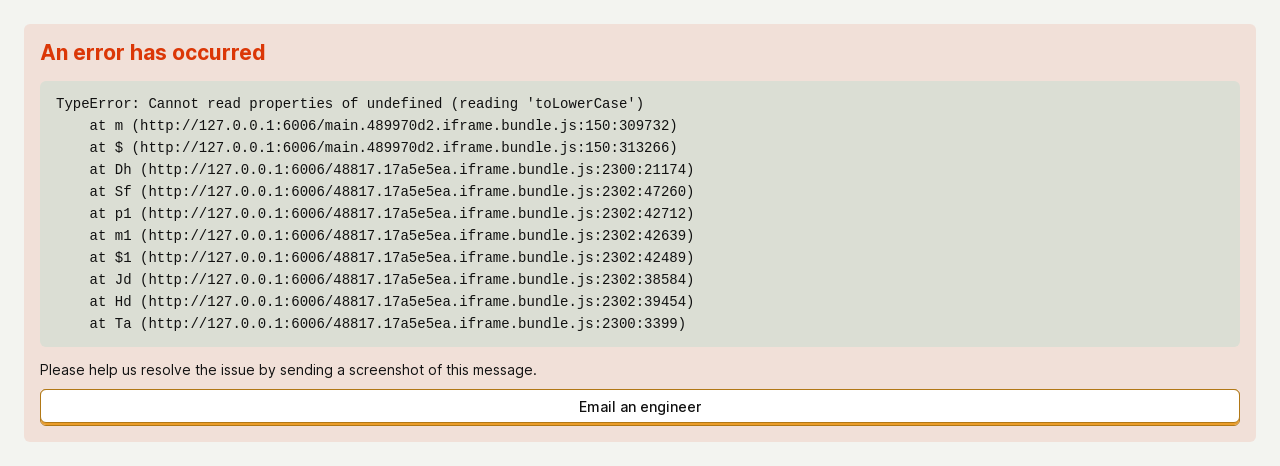 An error has occurred
TypeError: Cannot read properties of undefined (reading 'toLowerCase')
    at m (http://127.0.0.1:6006/main.489970d2.iframe.bundle.js:150:309732)
    at $ (http://127.0.0.1:6006/main.489970d2.iframe.bundle.js:150:313266)
    at Dh (http://127.0.0.1:6006/48817.17a5e5ea.iframe.bundle.js:2300:21174)
    at Sf (http://127.0.0.1:6006/48817.17a5e5ea.iframe.bundle.js:2302:47260)
    at p1 (http://127.0.0.1:6006/48817.17a5e5ea.iframe.bundle.js:2302:42712)
    at m1 (http://127.0.0.1:6006/48817.17a5e5ea.iframe.bundle.js:2302:42639)
    at $1 (http://127.0.0.1:6006/48817.17a5e5ea.iframe.bundle.js:2302:42489)
    at Jd (http://127.0.0.1:6006/48817.17a5e5ea.iframe.bundle.js:2302:38584)
    at Hd (http://127.0.0.1:6006/48817.17a5e5ea.iframe.bundle.js:2302:39454)
    at Ta (http://127.0.0.1:6006/48817.17a5e5ea.iframe.bundle.js:2300:3399)
Please help us resolve the issue by sending a screenshot of this message.
Email an engineer